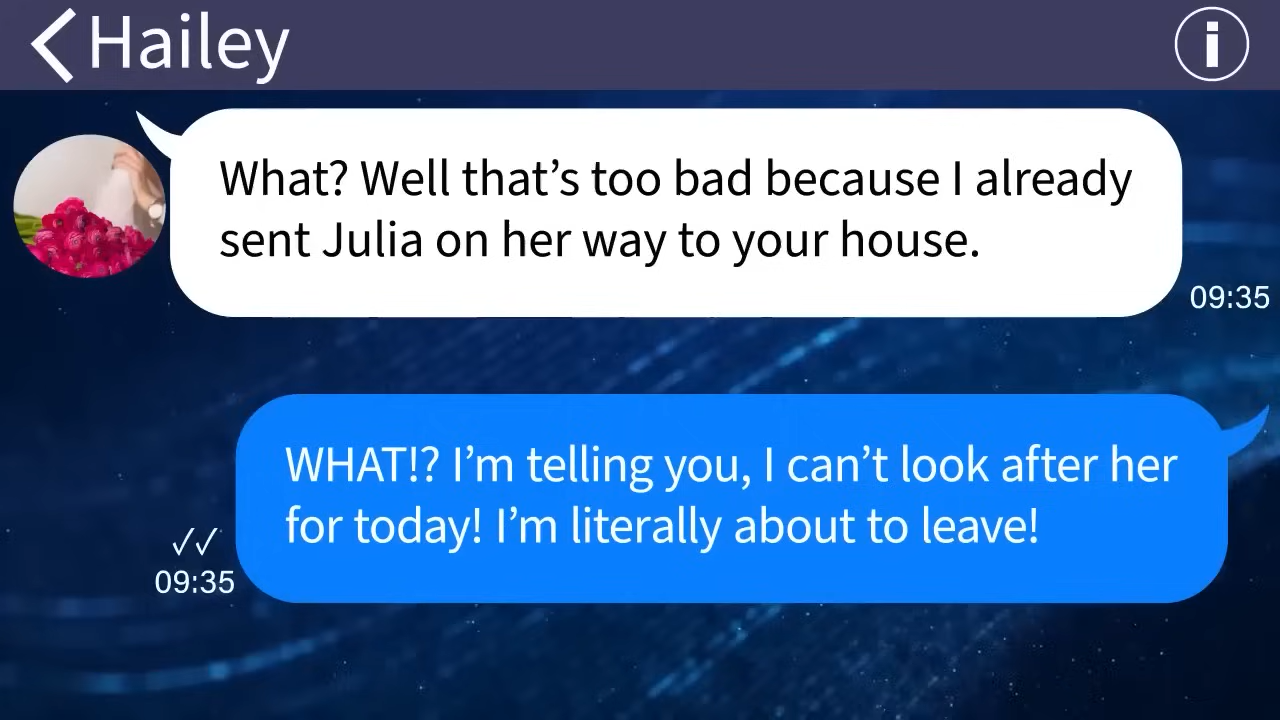 Hailey
What? Well that’s too bad because I already
sent Julia on her way to your house.
09:35
WHAT!? I’m telling you, I can’t look after her
for today! I’m literally about to leave!
09:35